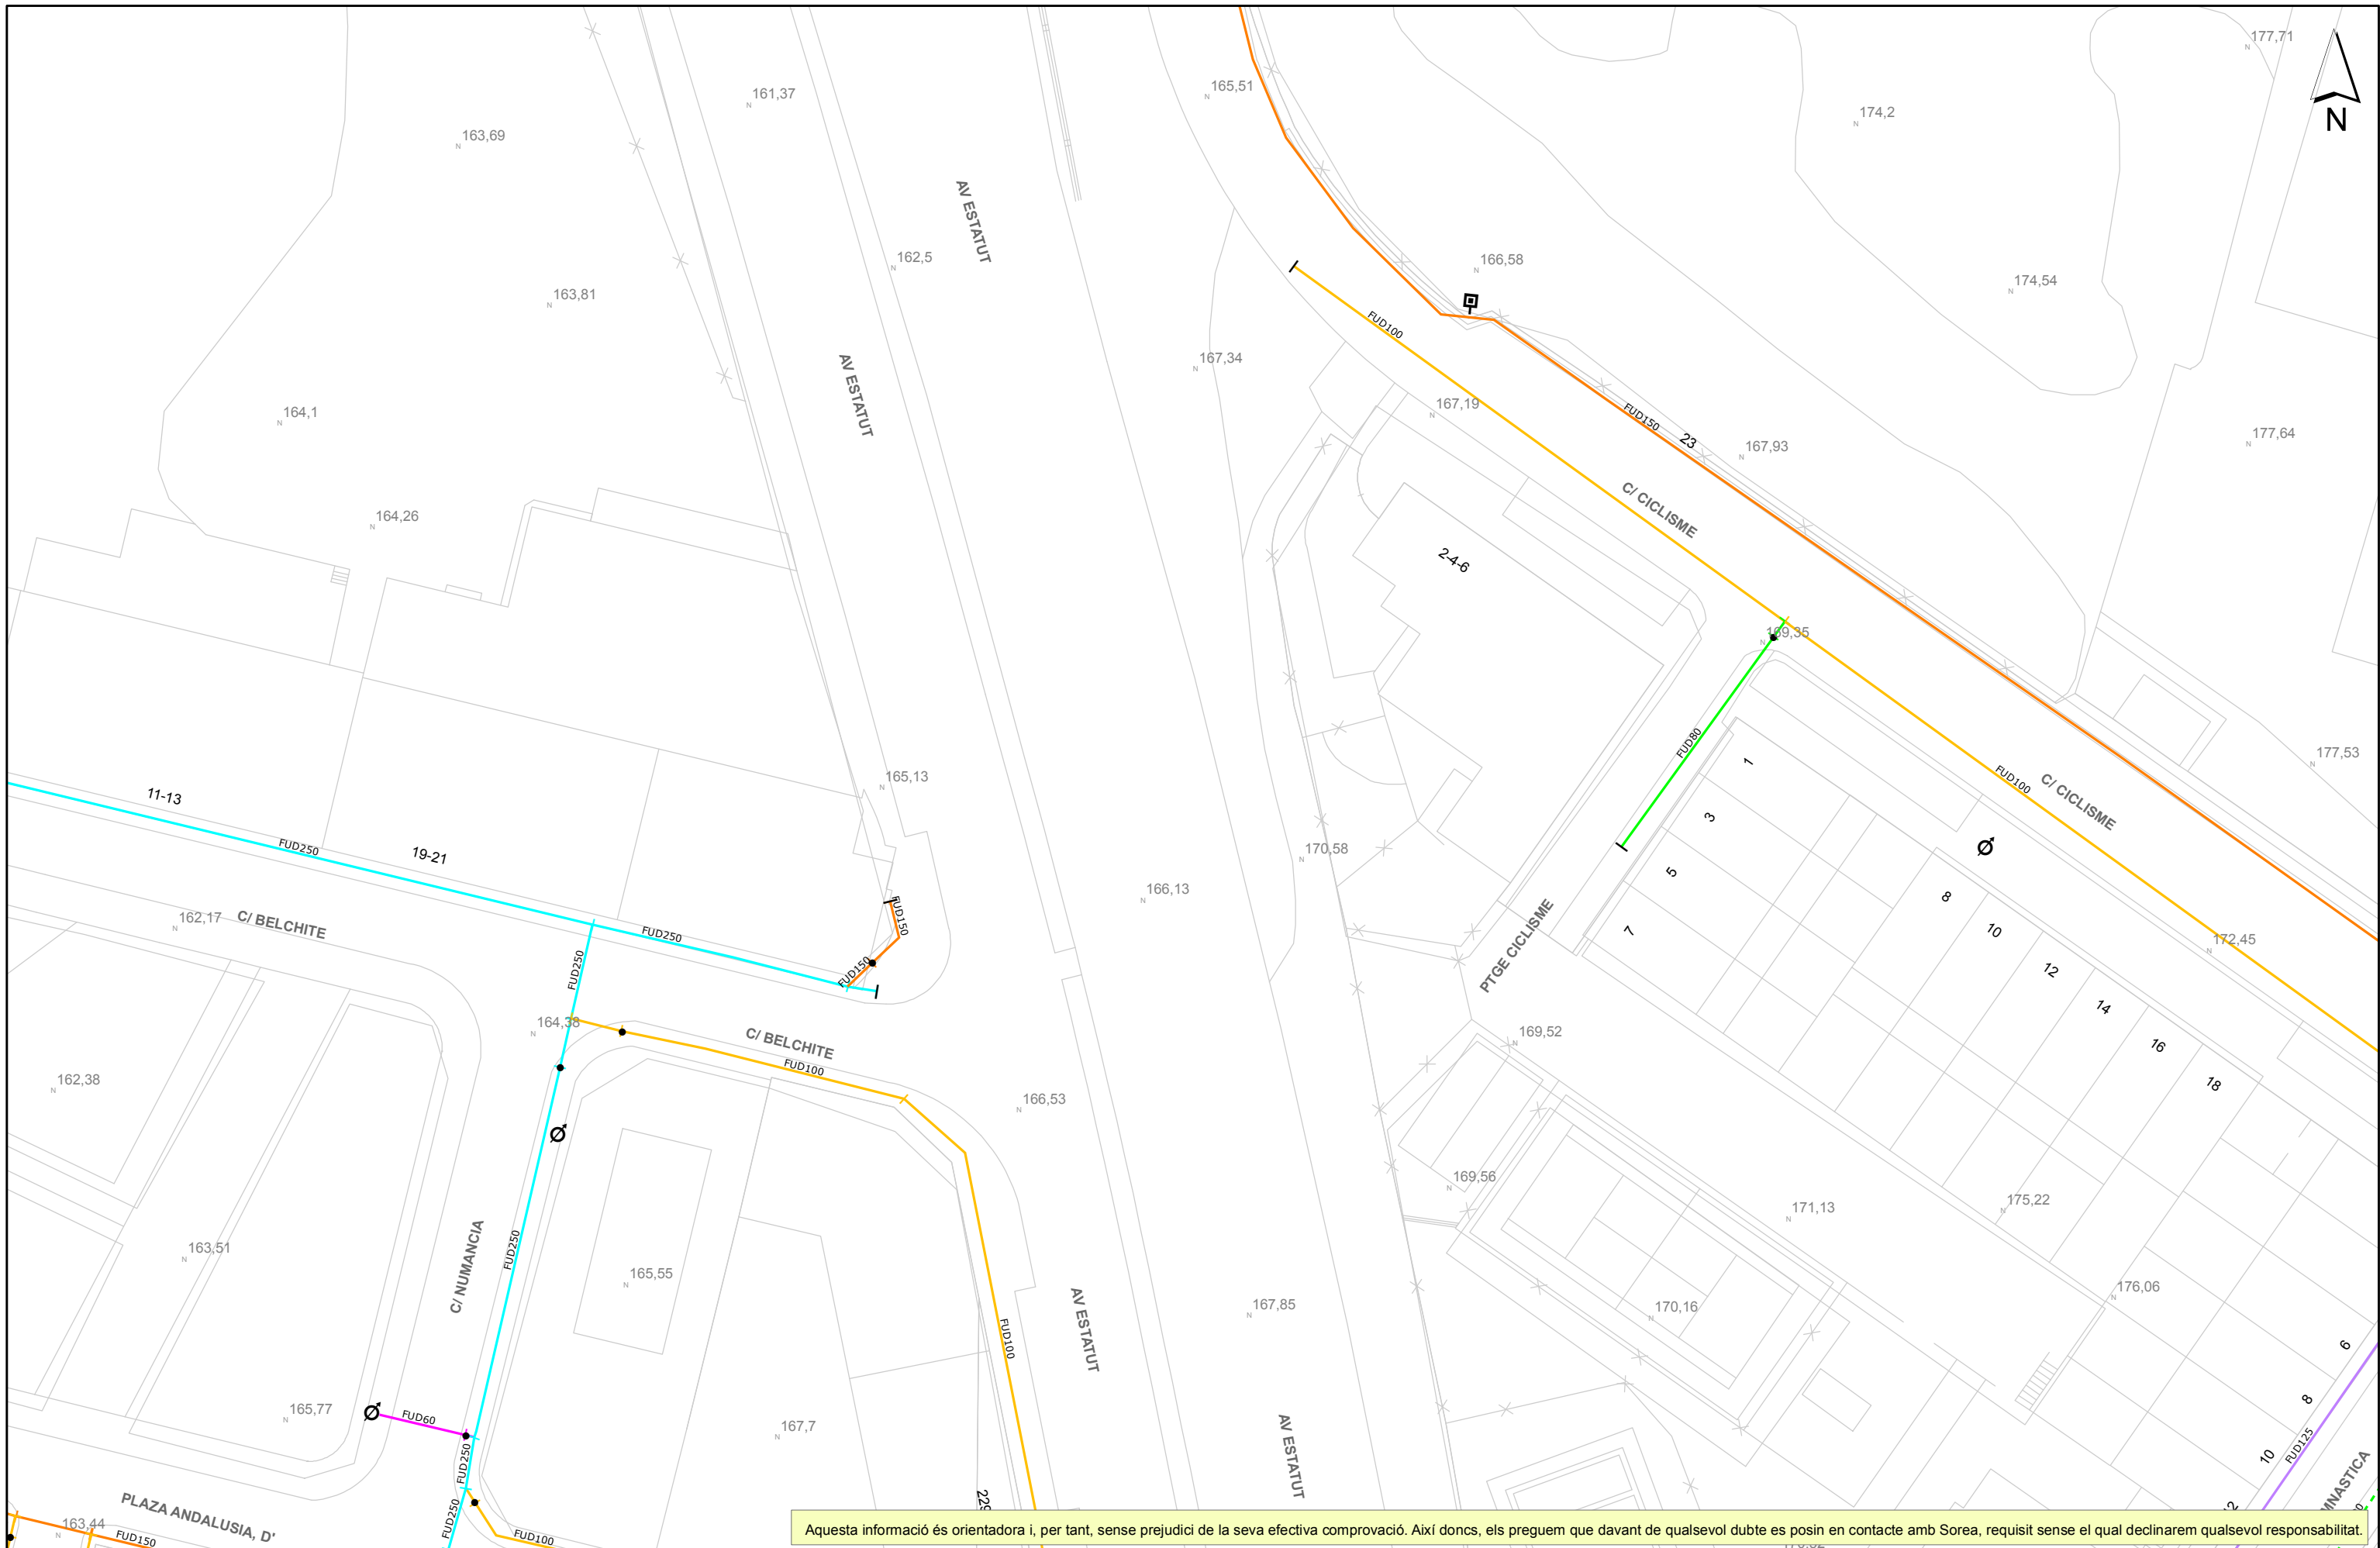 177,71
161,37
165,51
174,2
N
163,69
AV ESTATUT
162,5
166,58
174,54
163,81
FUD100
AV ESTATUT
167,34
164,1
167,19
FUD150
23
167,93
177,64
164,26
C/ CICLISME
2-4-6
169,35
FUD80
1
177,53
165,13
FUD100
C/ CICLISME
11-13
3
FUD250
19-21
170,58
5
166,13
8
162,17
C/ BELCHITE
FUD150
FUD250
7
10
172,45
PTGE CICLISME
FUD250
FUD150
12
14
164,38
C/ BELCHITE
169,52
16
FUD100
162,38
18
166,53
169,56
175,22
171,13
C/ NUMANCIA
FUD250
163,51
165,55
176,06
AV ESTATUT
167,85
170,16
FUD100
6
8
165,77
FUD60
167,7
AV ESTATUT
10
FUD125
FUD250
229
PLAZA ANDALUSIA, D'
FUD250
163,44
FUD150
FUD100
MNASTICA
12
Aquesta informació és orientadora i, per tant, sense prejudici de la seva efectiva comprovació. Així doncs, els preguem que davant de qualsevol dubte es posin en contacte amb Sorea, requisit sense el qual declinarem qualsevol responsabilitat.